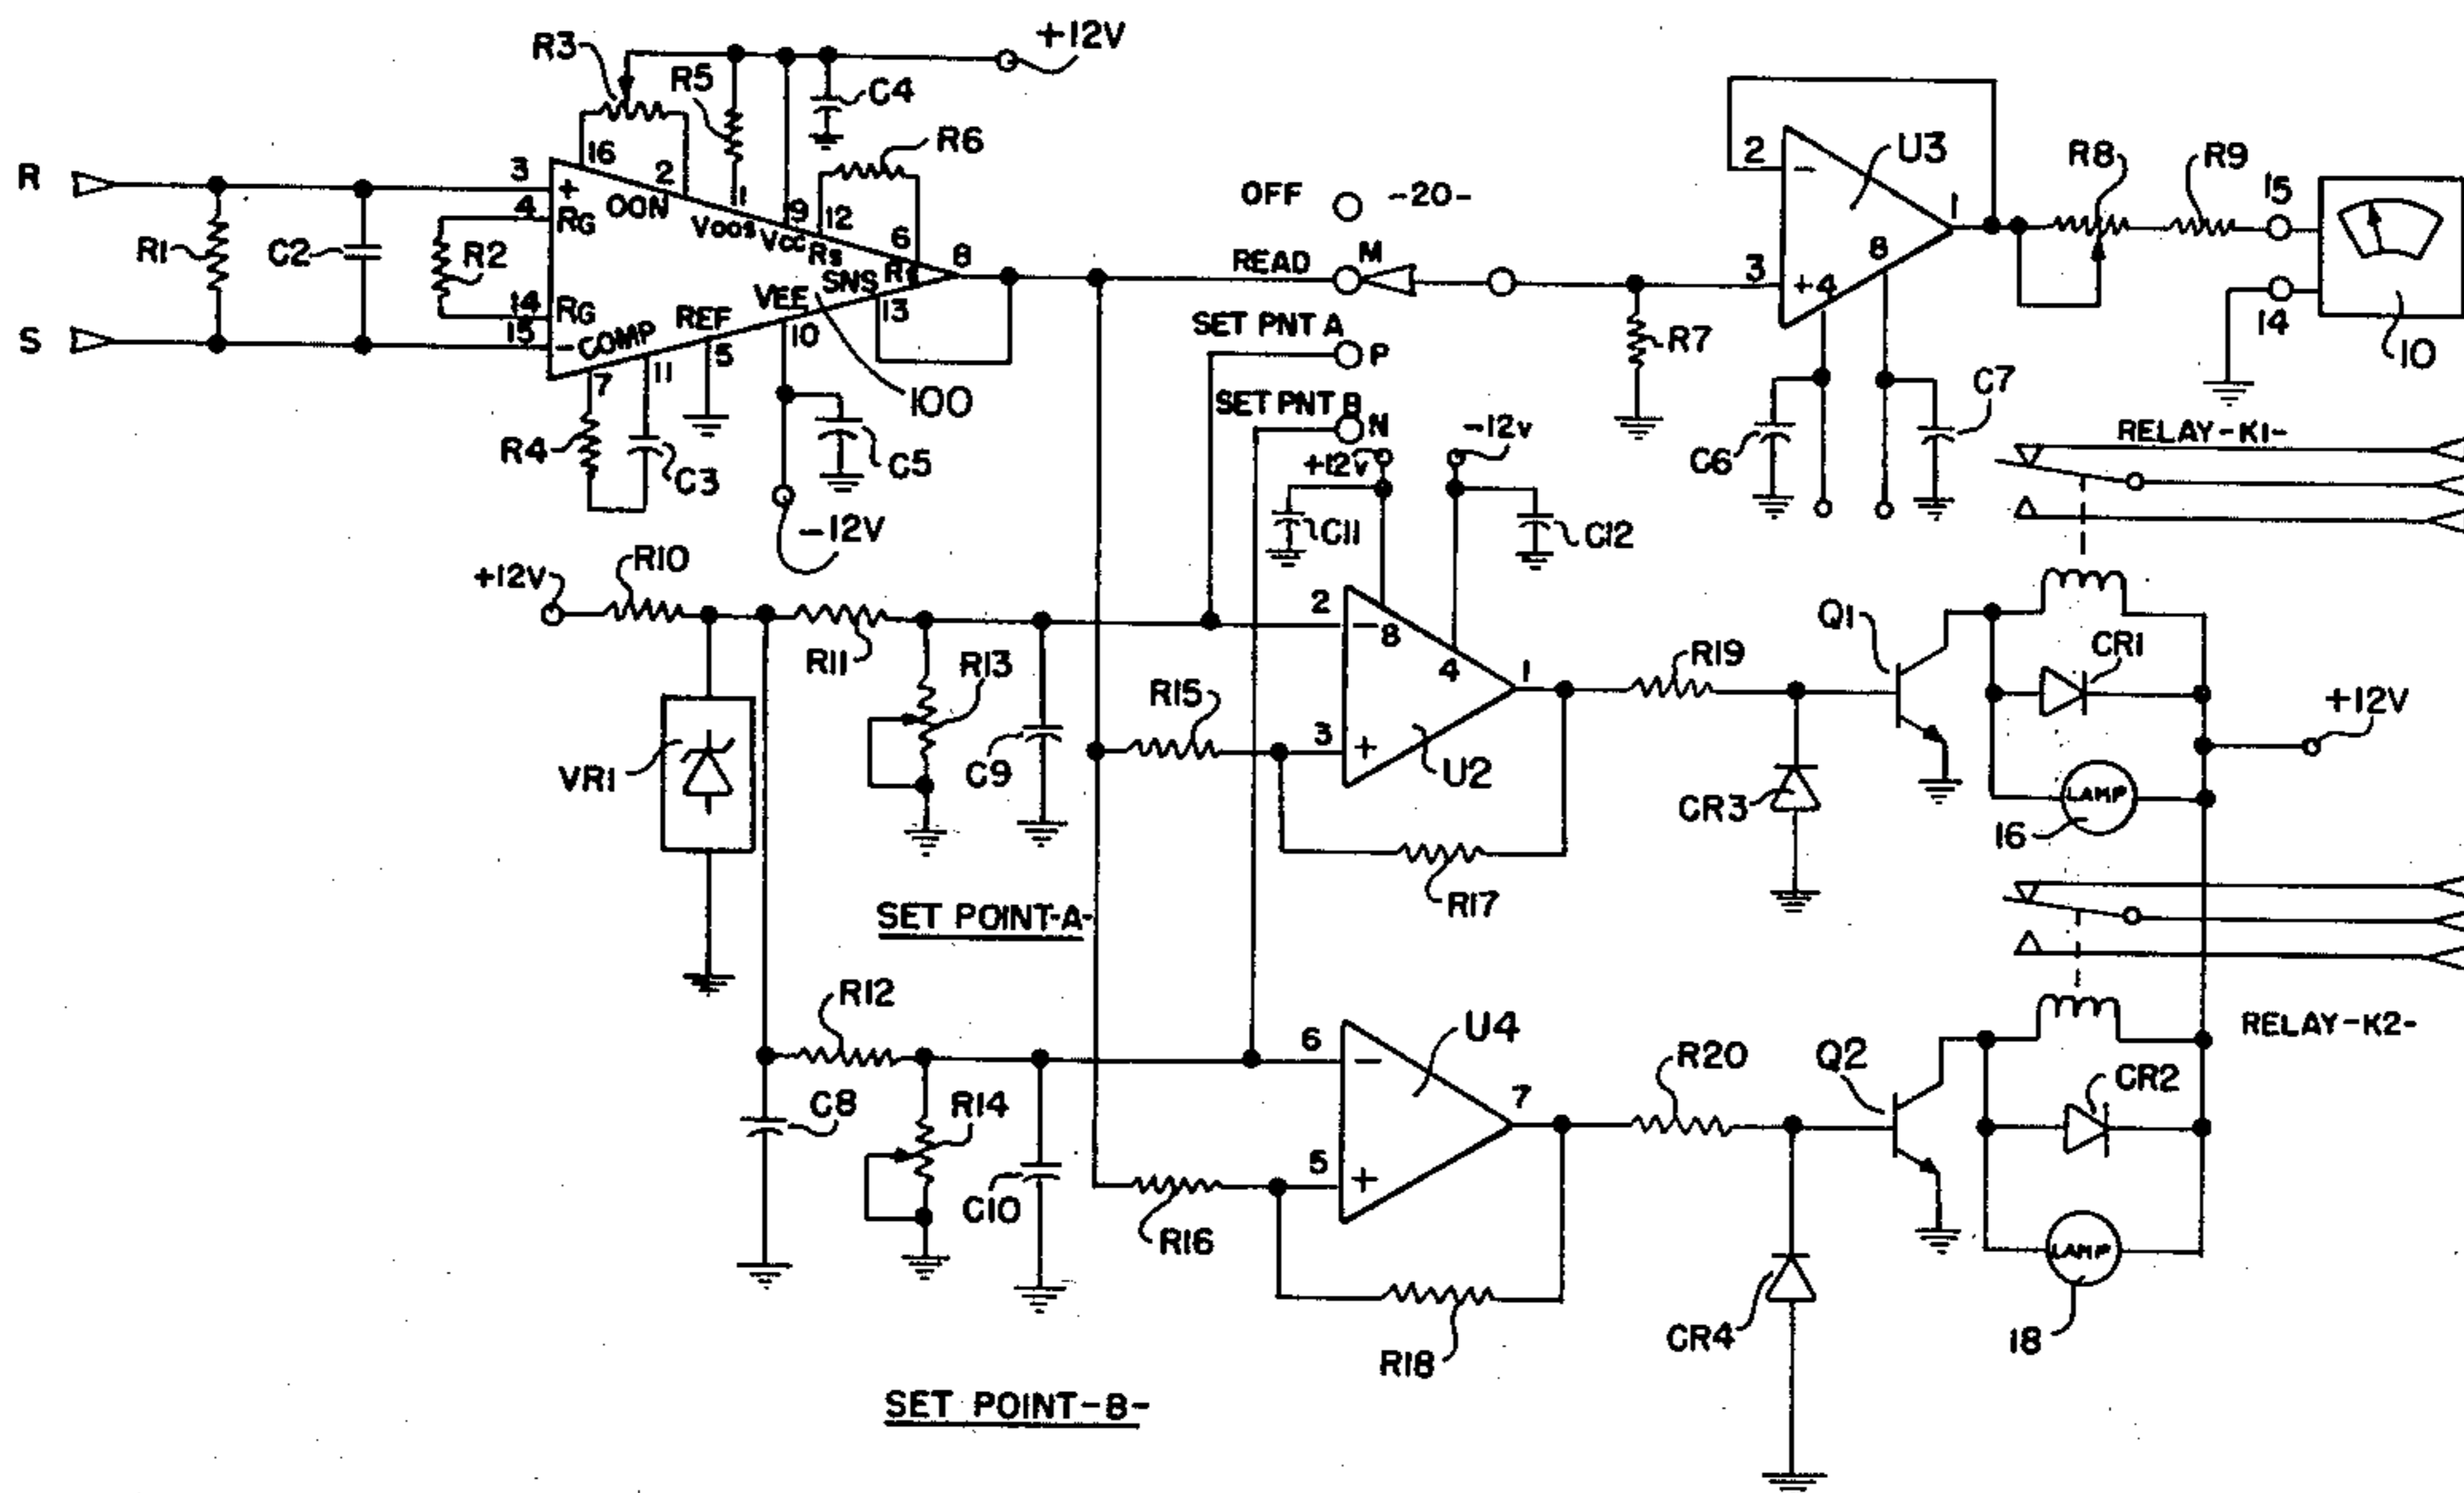 R3
R5
+12V
C4
R6
R
3
+
16
2
1
9
12
6
8
4
RG
OON
VOOS
VCC
RS
RS
SNS
R1
C2
R2
14
RG
15
-
COMP
REF
VEE
13
10
5
7
11
S
R4
C3
C5
100
-12V
OFF
-20-
READ
M
SET PNT A
P
SET PNT B
N
2
-
U3
1
8
3
+
4
R7
R8
R9
15
14
10
C6
C7
RELAY-K1-
+12V
-12V
C11
C12
+12V
R10
R11
R13
VR1
C9
2
-
8
4
1
R15
3
+
U2
R17
R19
Q1
CR1
CR3
+12V
LAMP
16
SET POINT-A-
R12
C8
R14
C10
6
-
U4
7
5
+
R16
R18
R20
Q2
CR2
CR4
RELAY-K2-
LAMP
18
SET POINT-B-